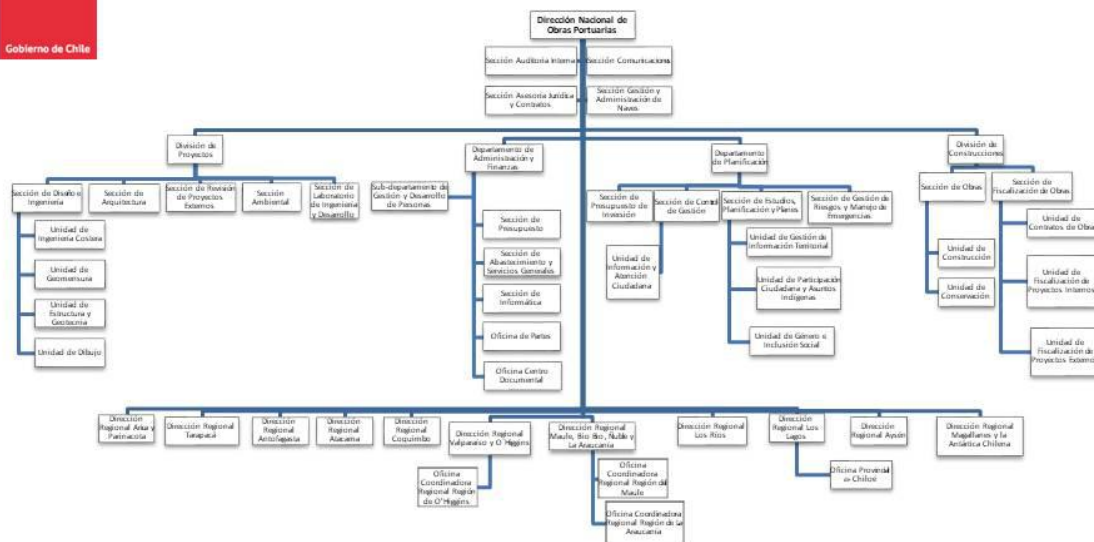 Gobierno de Chile
Dirección Nacional de
Obras Portuarias
Sección Auditoria Interna
Sección Comunicaciones
Sección Asesoría Jurídica
y Contratos
Sección Gestión y
Administración de
Naves
División de
Proyectos
Departamento de
Administración y
Finanzas
Departamento
de Planificación
División de
Construcciones
Sección de Diseño e
Ingeniería
Sección de
Arquitectura
Sección de Revisión
de Proyectos
Externos
Sección
Ambiental
Sección de
Laboratorio
de Ingeniería
y Desarrollo
Unidad de
Ingeniería Costera
Unidad de
Geomensura
Unidad de
Estructura y
Geotecnia
Unidad de Dibujo
Sub-departamento de
Gestión y Desarrollo
de Personas
Sección de
Presupuesto
Sección de
Abastecimiento y
Servicios Generales
Sección de
Informática
Oficina de Partes
Oficina Centro
Documental
Sección de
Presupuesto de
Inversión
Sección de Control
de Gestión
Sección de Estudios,
Planificación y Planes
Sección de Gestión de
Riesgos y Manejo de
Emergencias
Unidad de
Información y
Atención
Ciudadana
Unidad de Gestión de
Información Territorial
Unidad de Participación
Ciudadana y Asuntos
Indígenas
Unidad de Género e
Inclusión Social
Sección de Obras
Sección de
Fiscalización de Obras
Unidad de
Construcción
Unidad de
Conservación
Unidad de
Contratos de Obra
Unidad de
Fiscalización de
Proyectos Internos
Unidad de
Fiscalización de
Proyectos Externo
Dirección
Regional Arica y
Parinacota
Dirección Regional
Tarapacá
Dirección
Regional
Antofagasta
Dirección
Regional
Atacama
Dirección
Regional
Coquimbo
Dirección Regional
Valparaíso y O'Higgins
Dirección Regional
Maule, Bio Bio, Ñuble y
La Araucanía
Dirección
Regional
Los Ríos
Dirección
Regional Los
Lagos
Dirección
Regional Aysén
Dirección Regional
Magallanes y la
Antártica Chilena
Oficina
Coordinadora
Regional Región
de O'Higgins
Oficina
Coordinadora
Regional Región del
Maule
Oficina Coordinadora
Regional Región de La
Araucanía
Oficina Provincial
de Chiloé